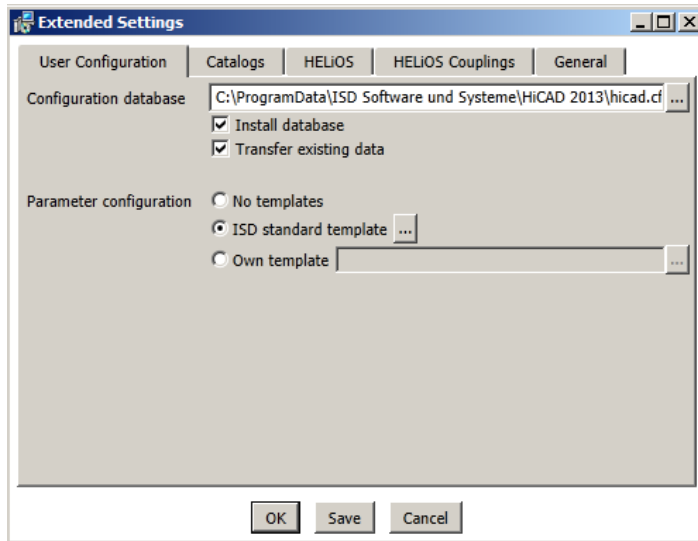 Extended Settings
User Configuration Catalogs HELiOS HELiOS Couplings General
Configuration database C:\ProgramData\ISD Software und Systeme\HiCAD 2013\hicad.cf ...
Install database
Transfer existing data
Parameter configuration No templates
ISD standard template ...
Own template ...
OK Save Cancel